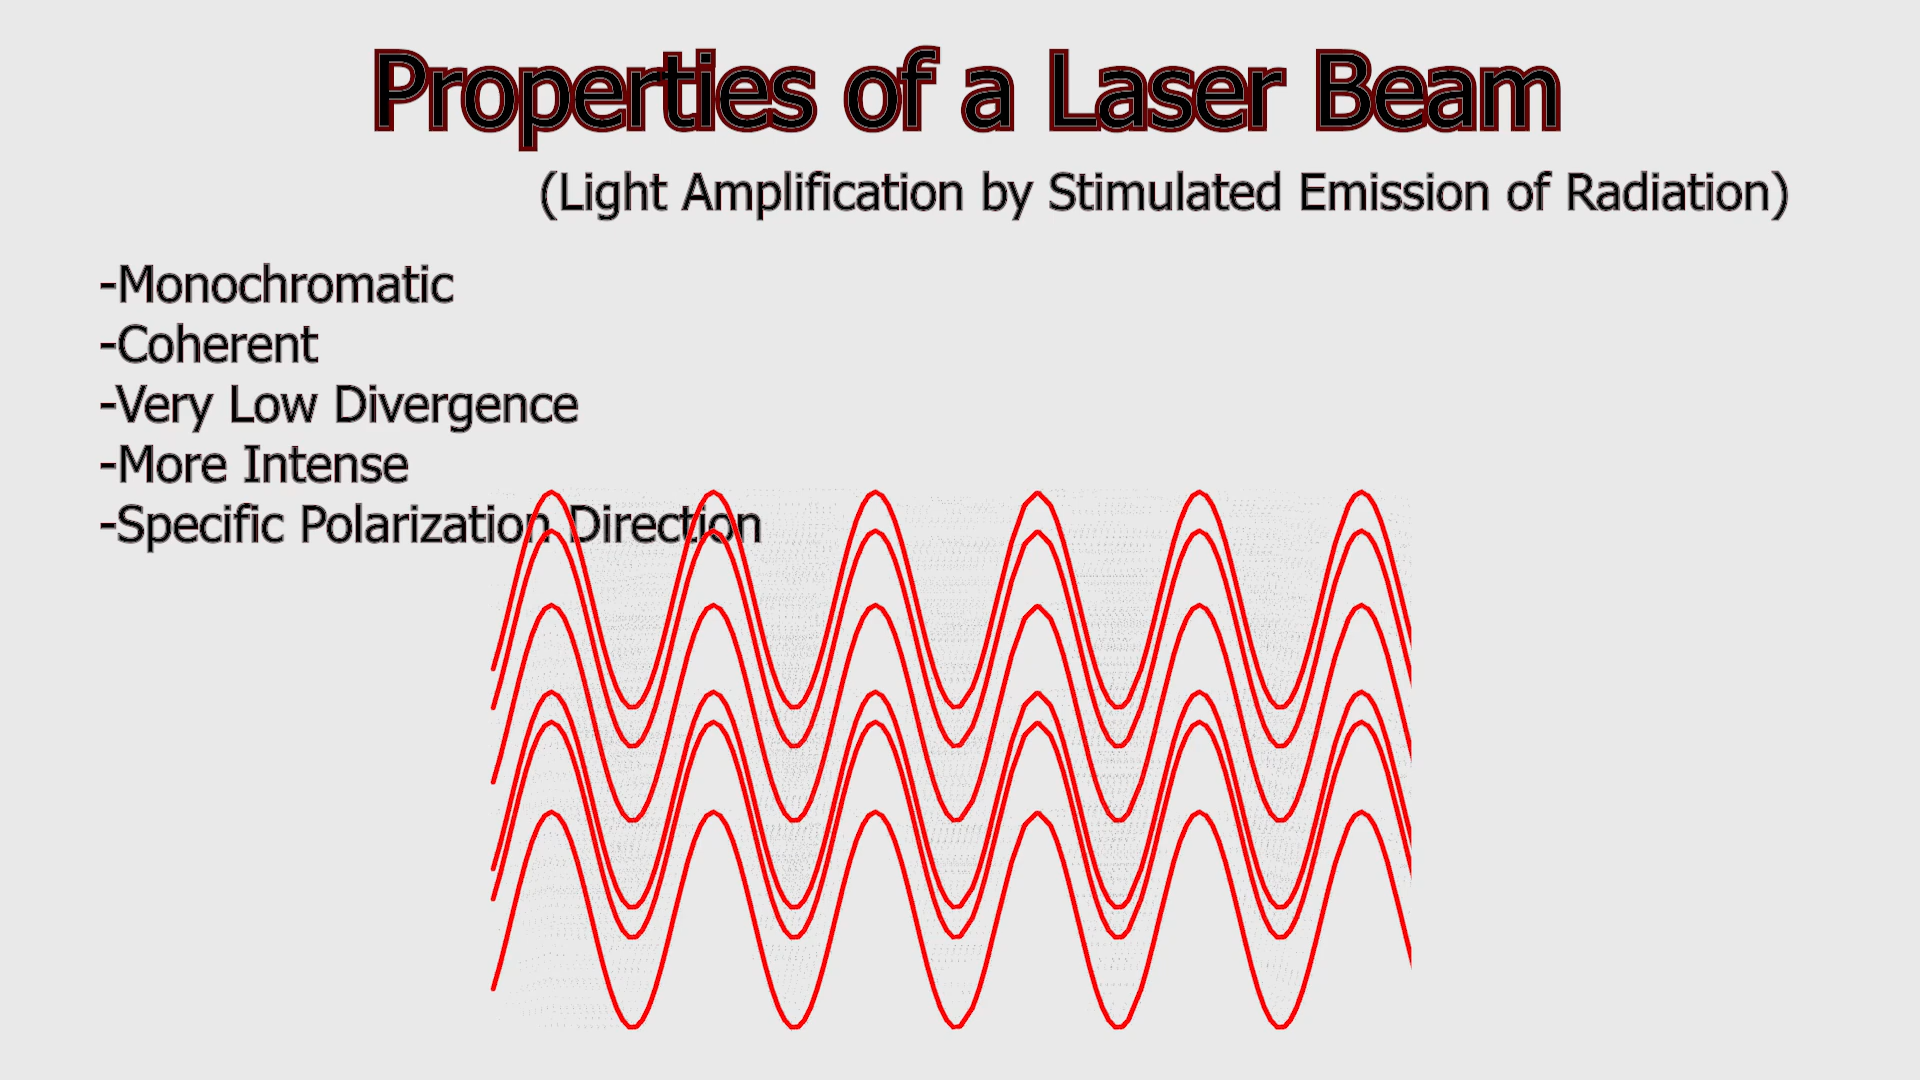 Properties of a Laser Beam
(Light Amplification by Stimulated Emission of Radiation)
-Monochromatic
-Coherent
-Very Low Divergence
-More Intense
-Specific Polarization Direction